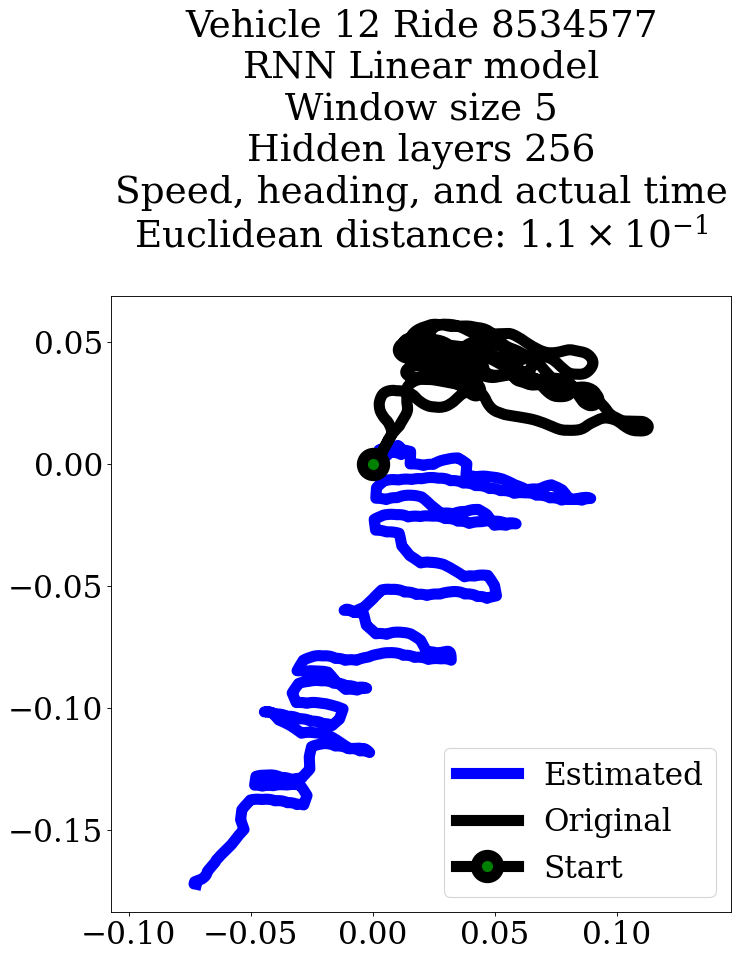 Vehicle 12 Ride 8534577
RNN Linear model
Window size 5
Hidden layers 256
Speed, heading, and actual time
Euclidean distance: 1.1 × 10⁻¹
0.05
0.00
−0.05
−0.10
−0.15
Estimated
Original
Start
−0.10 −0.05 0.00 0.05 0.10